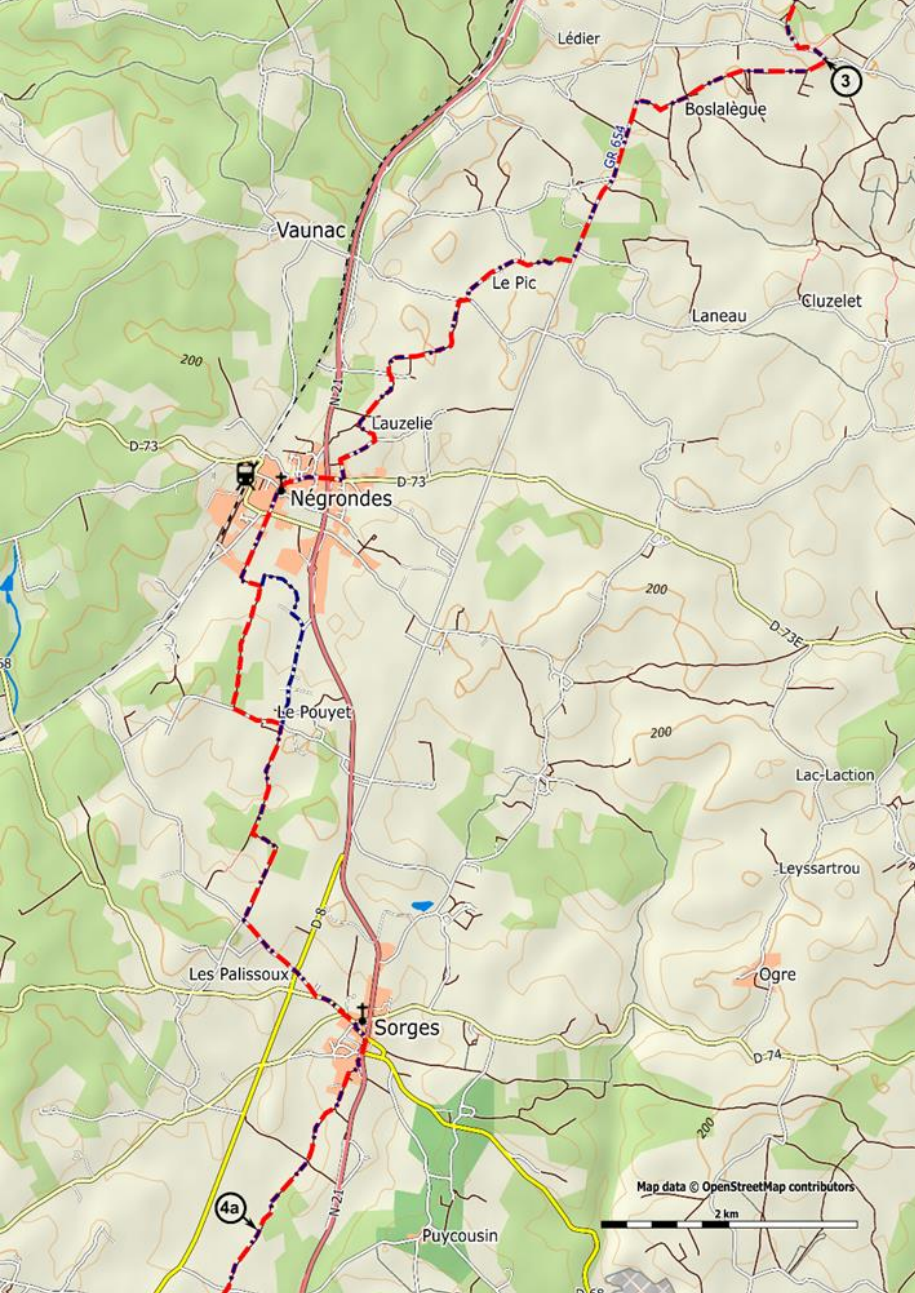 Lédier
3
Boslalègue
GR 654
Vaunac
Le Pic
Cluzelet
Laneau
200
N 21
Lauzelie
D 73
D 73
Négrondes
200
D 73E
Le Pouyet
200
Lac-Laction
Leyssartrou
D 8
Les Palissoux
Ogre
Sorges
D 74
200
Map data © OpenStreetMap contributors
4a
N 21
2 km
Puycousin